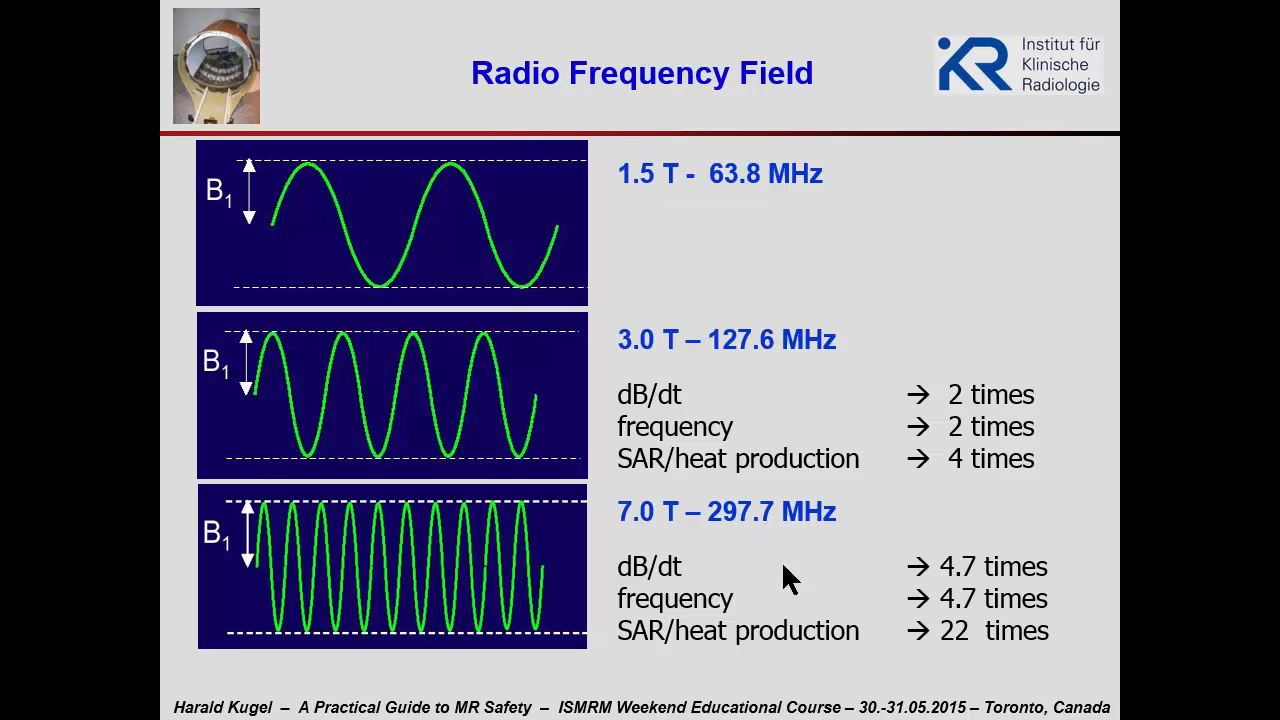 Radio Frequency Field
Institut für
Klinische
Radiologie
KR
B1
1.5 T -  63.8 MHz
B1
3.0 T – 127.6 MHz
dB/dt → 2 times
frequency → 2 times
SAR/heat production → 4 times
B1
7.0 T – 297.7 MHz
dB/dt → 4.7 times
frequency → 4.7 times
SAR/heat production → 22  times
Harald Kugel  –  A Practical Guide to MR Safety  –  ISMRM Weekend Educational Course – 30.-31.05.2015 – Toronto, Canada